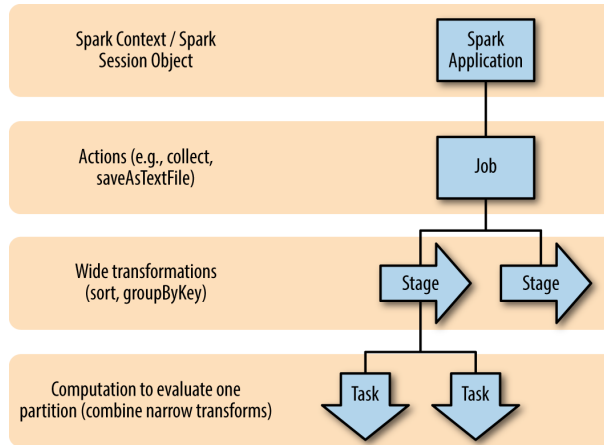 Spark Context / Spark
Session Object
Spark
Application
Actions (e.g., collect,
saveAsTextFile)
Job
Wide transformations
(sort, groupByKey)
Stage
Stage
Computation to evaluate one
partition (combine narrow transforms)
Task
Task